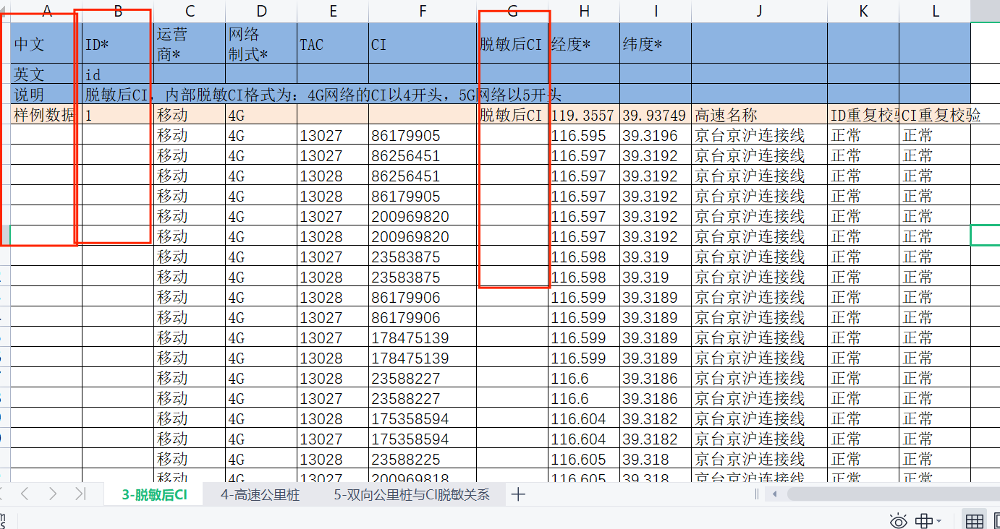 A B C D E F G H I J K L
中文 ID* 运营商* 网络制式* TAC CI 脱敏后CI 经度* 纬度*
英文 id
说明 脱敏后CI，内部脱敏CI格式为：4G网络的CI以4开头，5G网络以5开头
样例数据 1 移动 4G 脱敏后CI 119.3557 39.93749 高速名称 ID重复校验 CI重复校验
移动 4G 13027 86179905 116.595 39.3196 京台京沪连接线 正常 正常
移动 4G 13027 86256451 116.597 39.3192 京台京沪连接线 正常 正常
移动 4G 13028 86256451 116.597 39.3192 京台京沪连接线 正常 正常
移动 4G 13028 86179905 116.597 39.3192 京台京沪连接线 正常 正常
移动 4G 13027 200969820 116.597 39.3192 京台京沪连接线 正常 正常
移动 4G 13028 200969820 116.597 39.3192 京台京沪连接线 正常 正常
移动 4G 13027 23583875 116.598 39.319 京台京沪连接线 正常 正常
移动 4G 13028 23583875 116.598 39.319 京台京沪连接线 正常 正常
移动 4G 13028 86179906 116.599 39.3189 京台京沪连接线 正常 正常
移动 4G 13027 86179906 116.599 39.3189 京台京沪连接线 正常 正常
移动 4G 13027 178475139 116.599 39.3189 京台京沪连接线 正常 正常
移动 4G 13028 178475139 116.599 39.3189 京台京沪连接线 正常 正常
移动 4G 13028 23588227 116.6 39.3186 京台京沪连接线 正常 正常
移动 4G 13027 23588227 116.6 39.3186 京台京沪连接线 正常 正常
移动 4G 13028 175358594 116.604 39.3182 京台京沪连接线 正常 正常
移动 4G 13027 175358594 116.604 39.3182 京台京沪连接线 正常 正常
移动 4G 13028 23588225 116.605 39.318 京台京沪连接线 正常 正常
移动 4G 13027 200969818 116.605 39.318 京台京沪连接线 正常 正常
3-脱敏后CI 4-高速公里桩 5-双向公里桩与CI脱敏关系